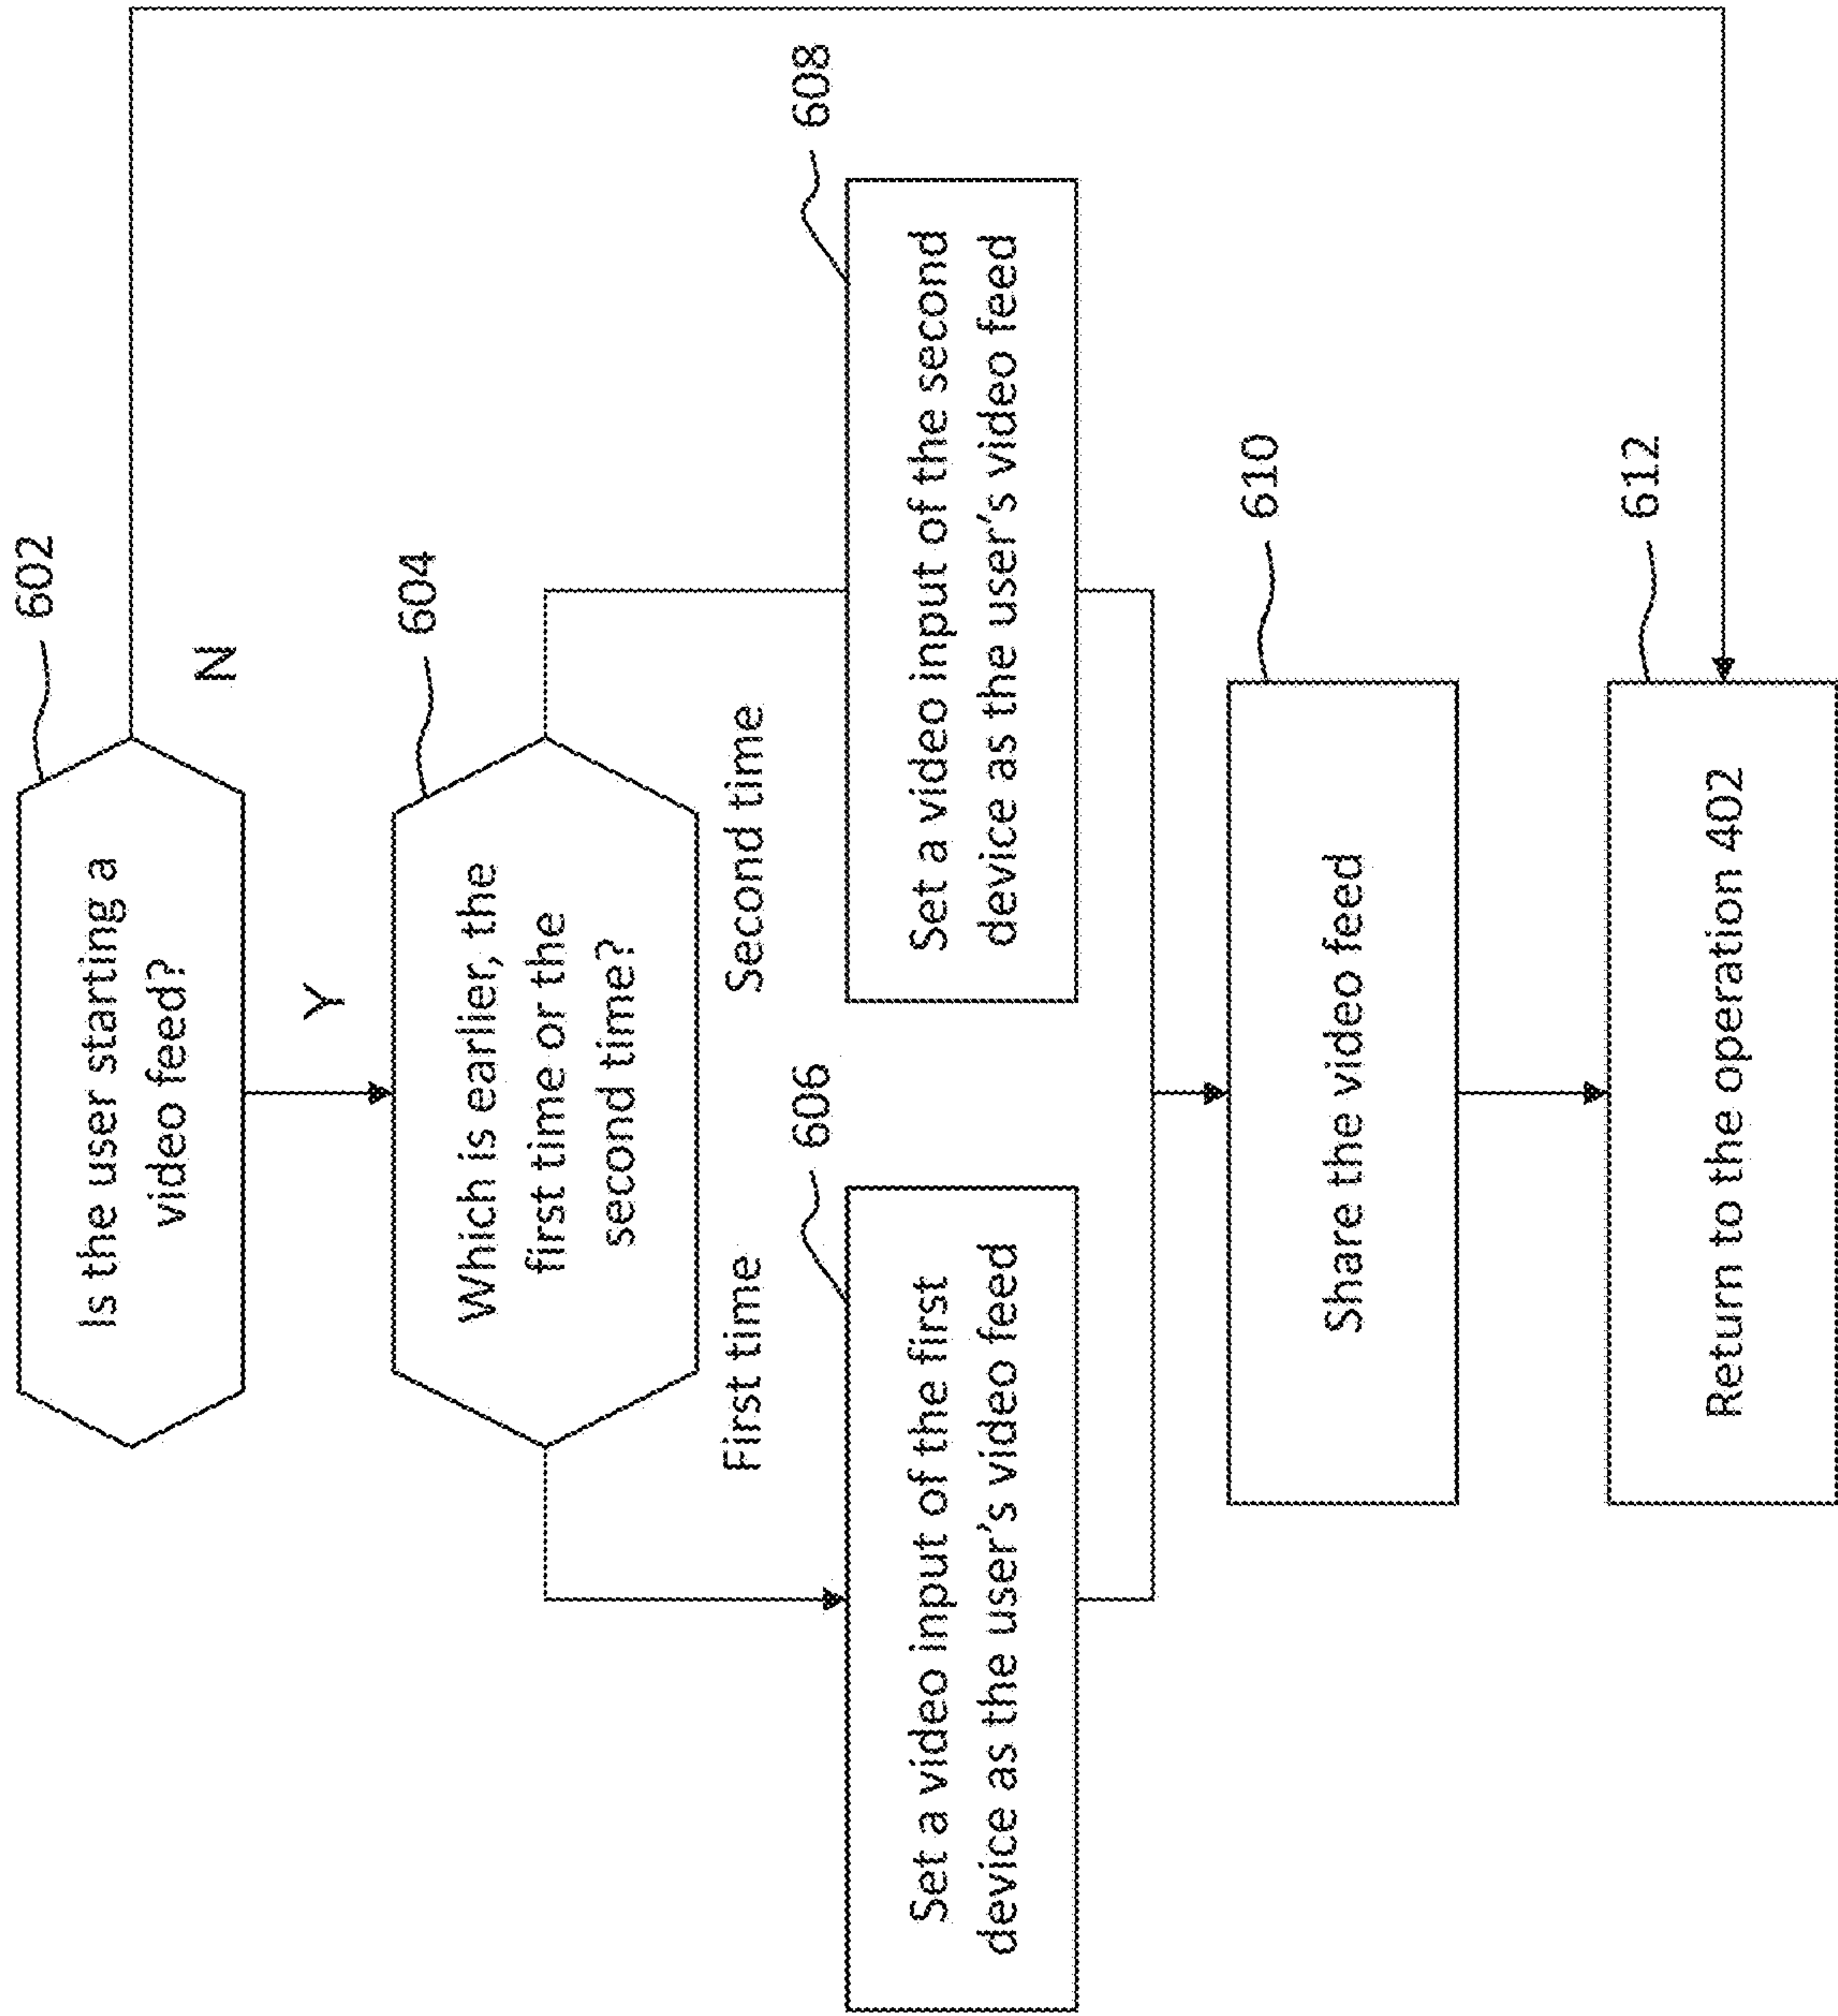 602
Is the user starting a
video feed?
N
Y
604
Which is earlier, the
first time or the
second time?
First time
Second time
606
Set a video input of the first
device as the user's video feed
608
Set a video input of the second
device as the user's video feed
610
Share the video feed
612
Return to the operation 402